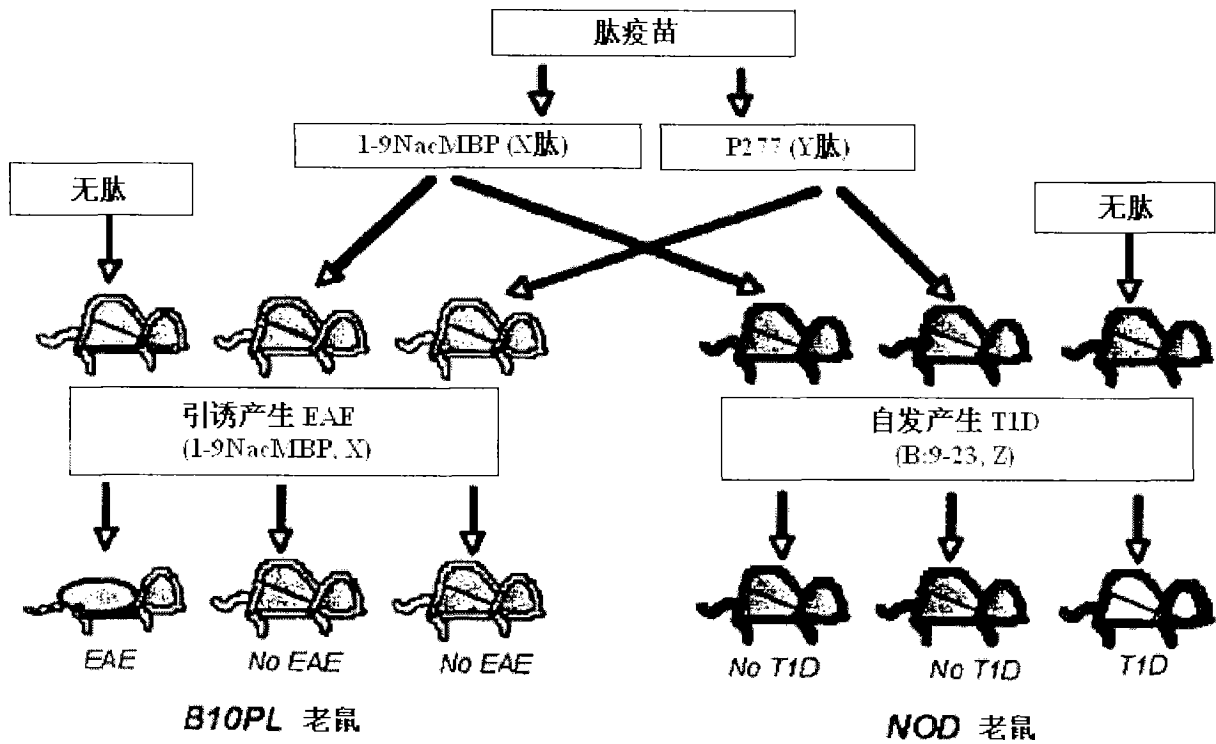 肽疫苗
1-9NacMBP (X肽)
P277 (Y肽)
无肽
无肽
引诱产生 EAE
(1-9NacMBP, X)
自发产生 T1D
(B:9-23, Z)
EAE
No EAE
No EAE
No T1D
No T1D
T1D
B10PL 老鼠
NOD 老鼠